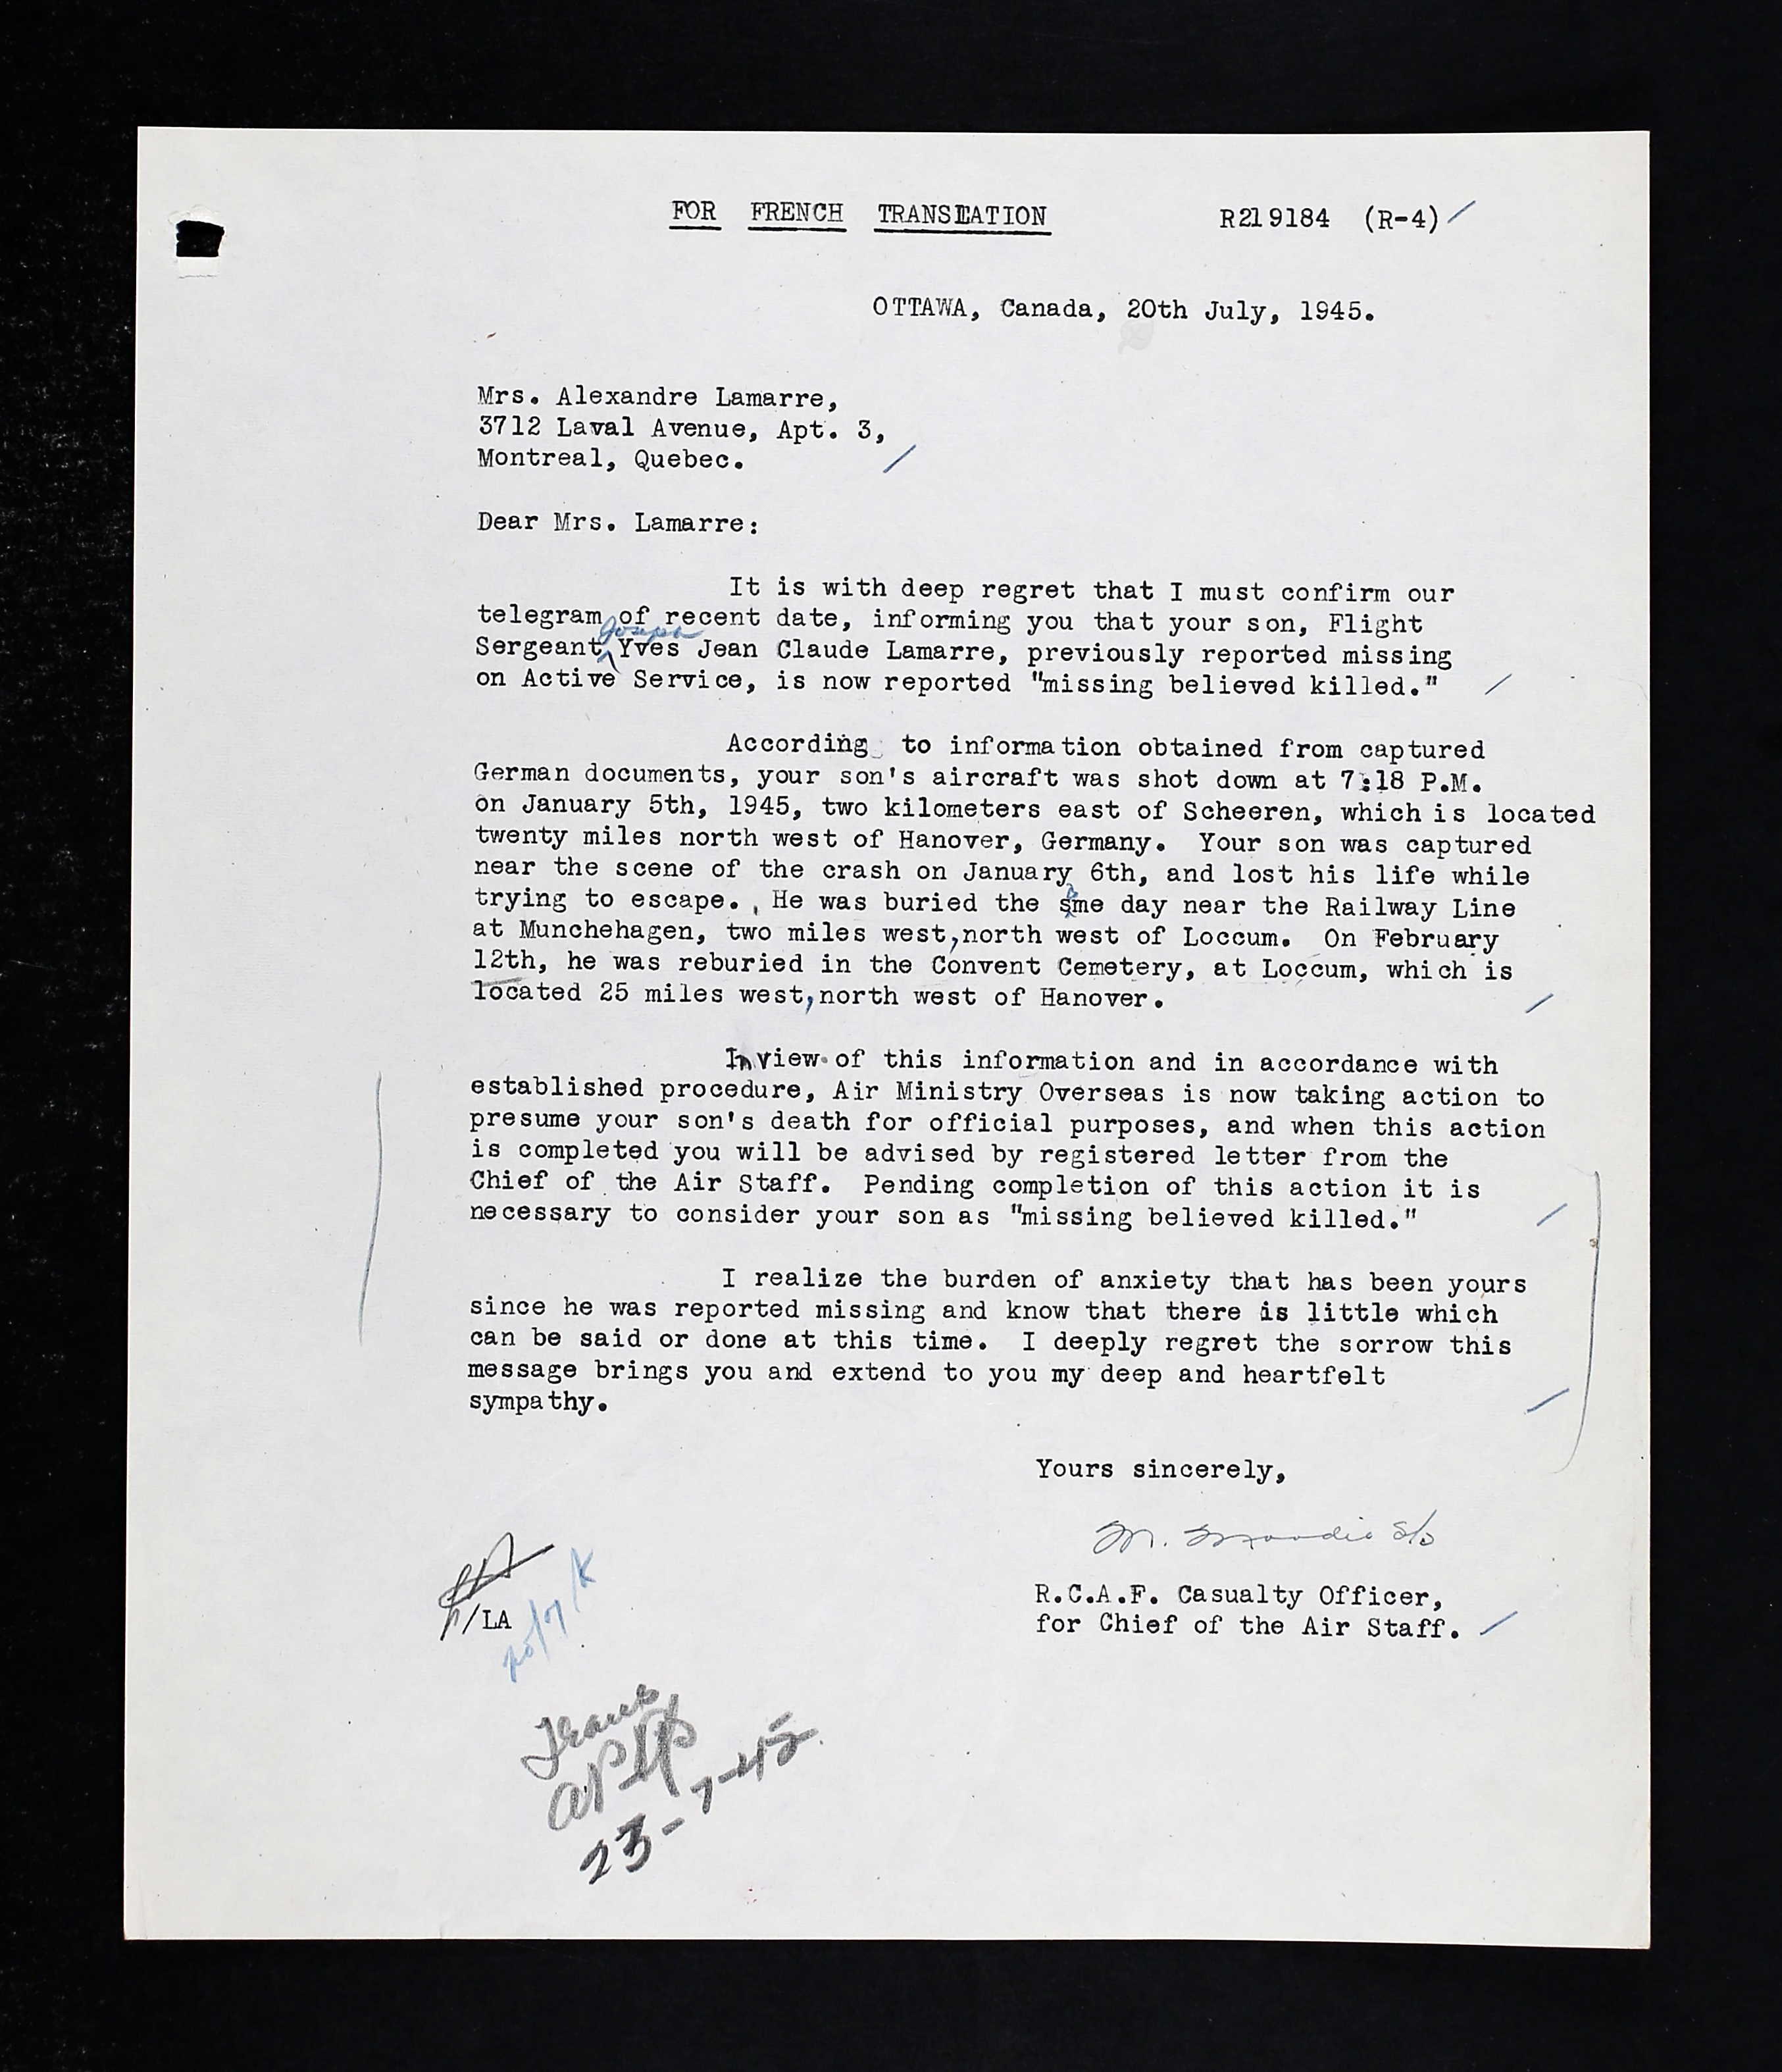 FOR FRENCH TRANSLATION R219184 (R-4)
OTTAWA, Canada, 20th July, 1945.
Mrs. Alexandre Lamarre,
3712 Laval Avenue, Apt. 3,
Montreal, Quebec.
Dear Mrs. Lamarre:
It is with deep regret that I must confirm our
telegram of recent date, informing you that your son, Flight
Joseph
Sergeant Yves Jean Claude Lamarre, previously reported missing
on Active Service, is now reported "missing believed killed."
According to information obtained from captured
German documents, your son's aircraft was shot down at 7:18 P.M.
on January 5th, 1945, two kilometers east of Scheeren, which is located
twenty miles north west of Hanover, Germany. Your son was captured
near the scene of the crash on January 6th, and lost his life while
trying to escape. He was buried the sme day near the Railway Line
at Munchehagen, two miles west, north west of Loccum. On February
12th, he was reburied in the Convent Cemetery, at Loccum, which is
located 25 miles west, north west of Hanover.
In view of this information and in accordance with
established procedure, Air Ministry Overseas is now taking action to
presume your son's death for official purposes, and when this action
is completed you will be advised by registered letter from the
Chief of the Air Staff. Pending completion of this action it is
necessary to consider your son as "missing believed killed."
I realize the burden of anxiety that has been yours
since he was reported missing and know that there is little which
can be said or done at this time. I deeply regret the sorrow this
message brings you and extend to you my deep and heartfelt
sympathy.
Yours sincerely,
R.C.A.F. Casualty Officer,
/LA
for Chief of the Air Staff.
23-7-45